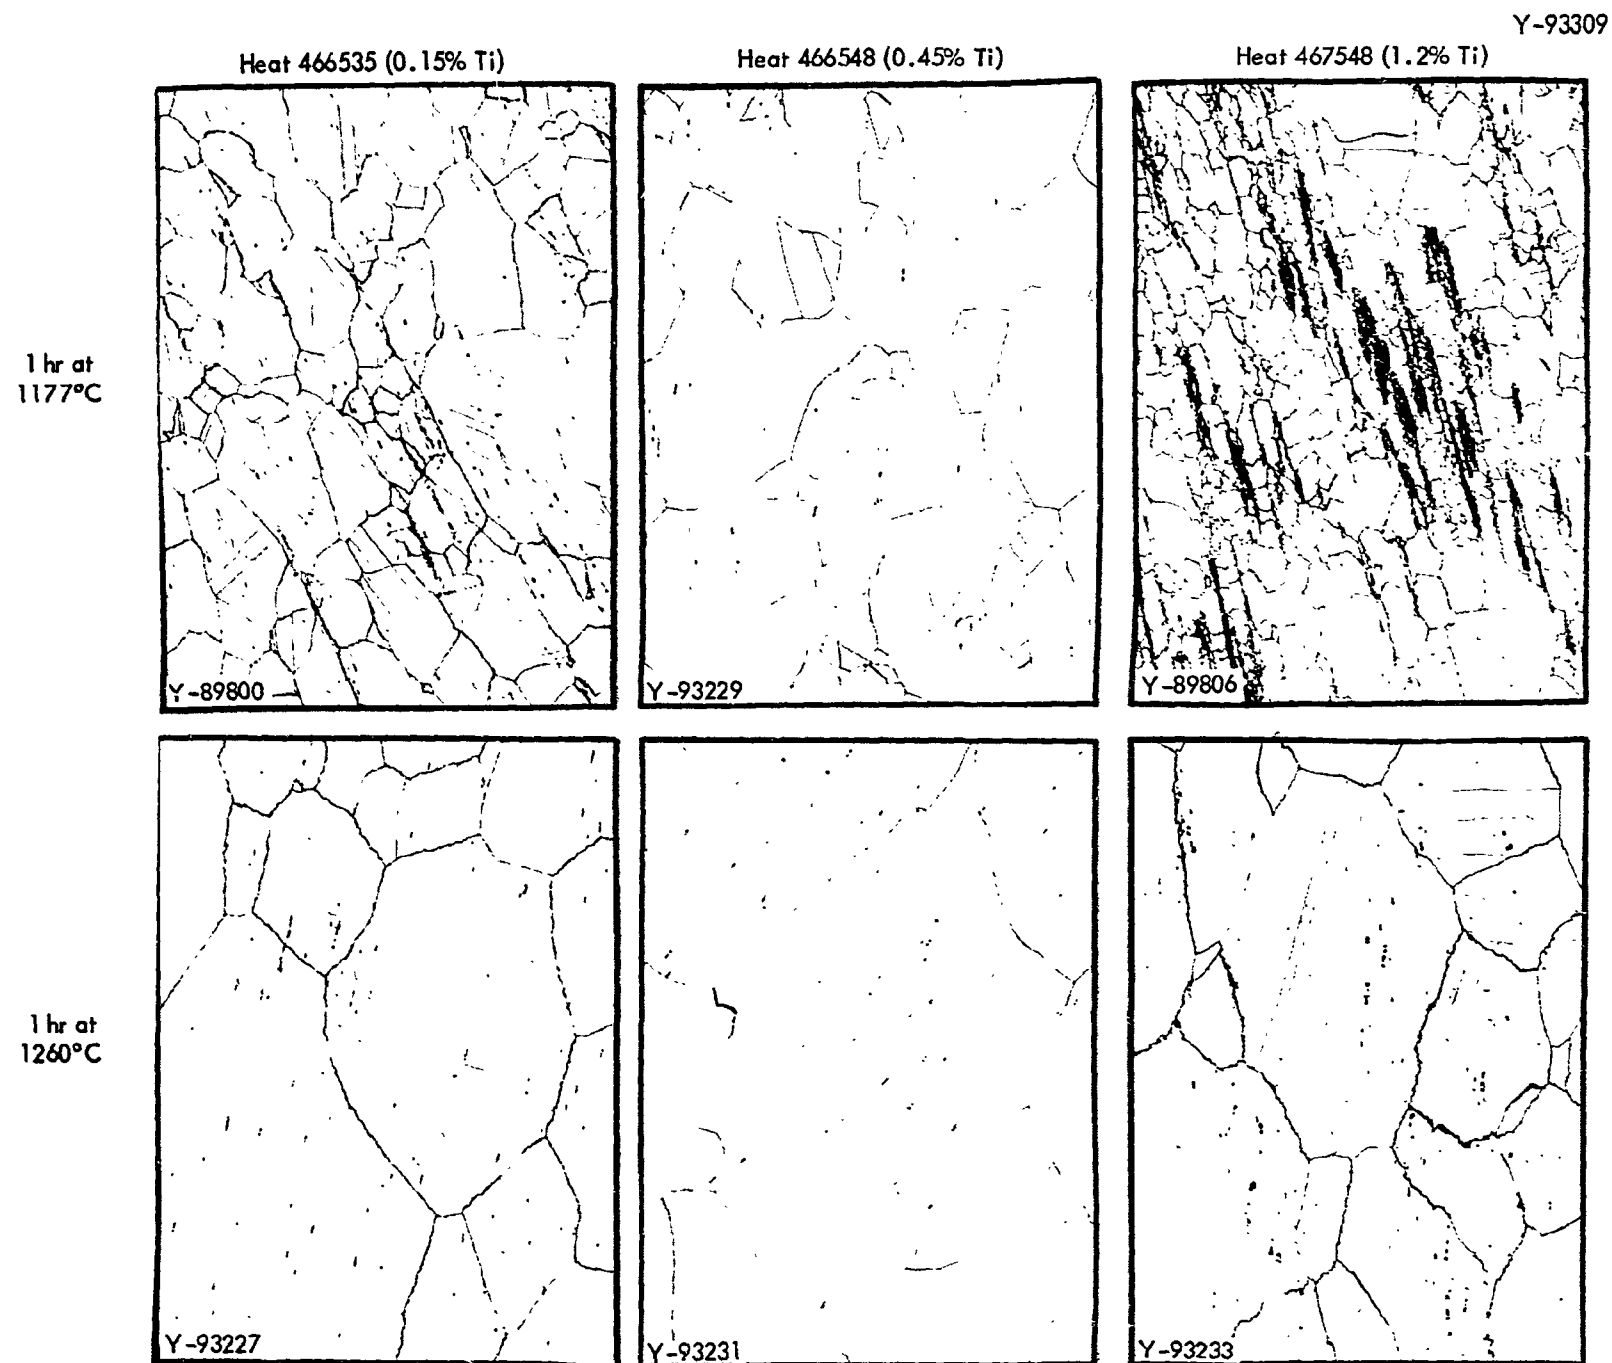 Y-93309
Heat 466535 (0.15% Ti)
Heat 466548 (0.45% Ti)
Heat 467548 (1.2% Ti)
1 hr at
1177°C
Y-89800
Y-93229
Y-89806
1 hr at
1260°C
Y-93227
Y-93231
Y-93233